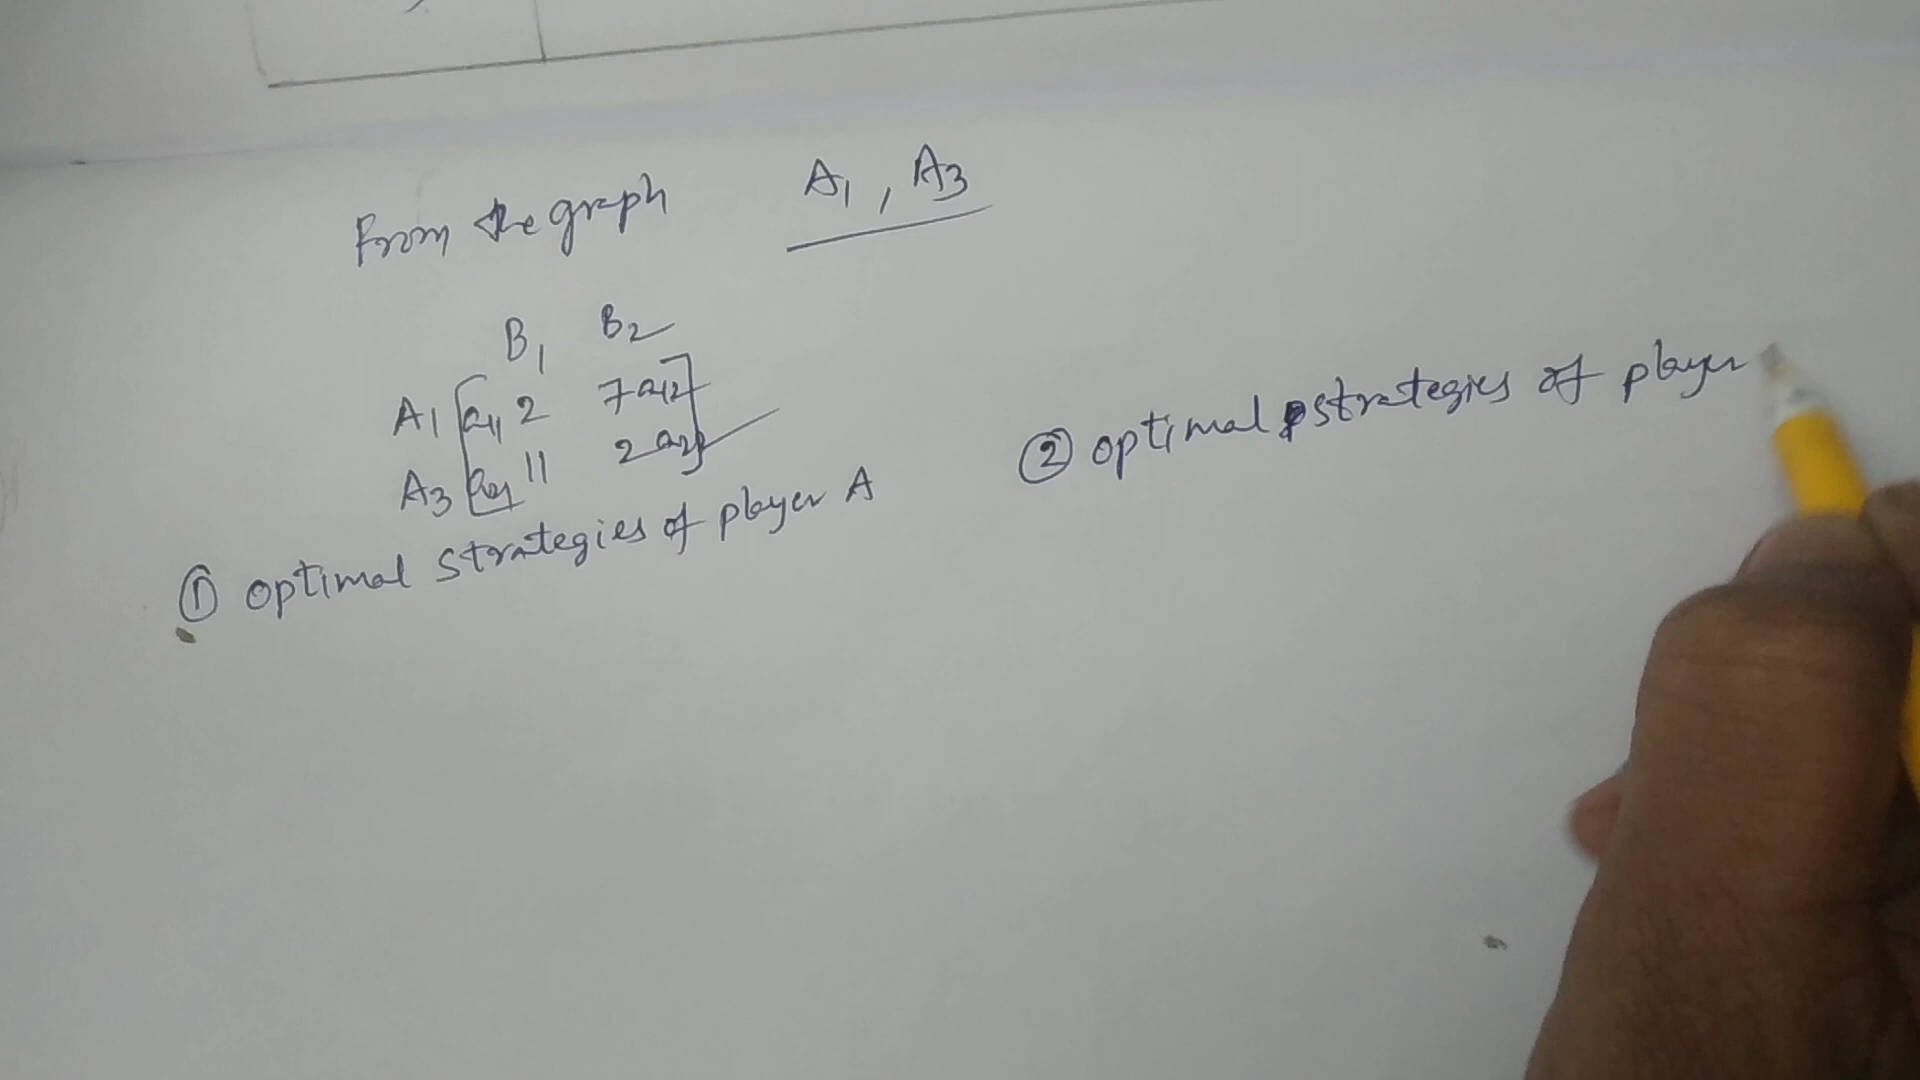 From the graph A1, A3
B1 B2
A1 a11 2 7 a12
A3 a21 11 2 a22
① optimal strategies of player A
② optimal strategies of player